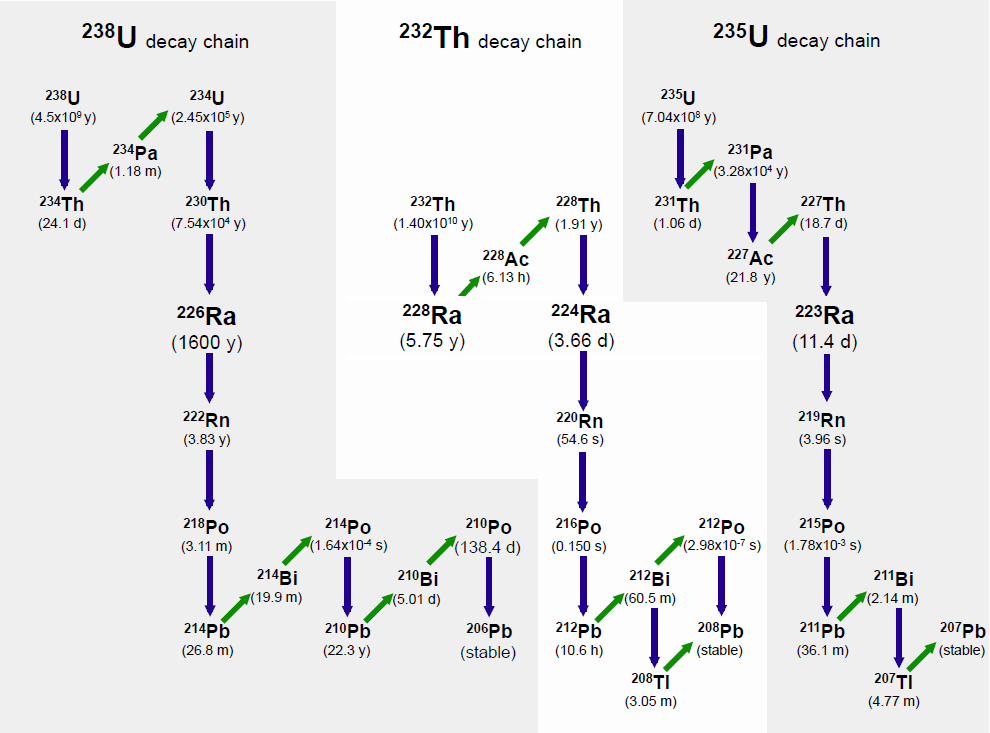 ²³⁸U decay chain
²³²Th decay chain
²³⁵U decay chain
²³⁸U
(4.5x10⁹ y)
²³⁴U
(2.45x10⁵ y)
²³⁴Pa
(1.18 m)
²³⁴Th
(24.1 d)
²³⁰Th
(7.54x10⁴ y)
²²⁶Ra
(1600 y)
²²²Rn
(3.83 y)
²¹⁸Po
(3.11 m)
²¹⁴Po
(1.64x10⁻⁴ s)
²¹⁰Po
(138.4 d)
²¹⁴Bi
(19.9 m)
²¹⁰Bi
(5.01 d)
²¹⁴Pb
(26.8 m)
²¹⁰Pb
(22.3 y)
²⁰⁶Pb
(stable)
²³²Th
(1.40x10¹⁰ y)
²²⁸Th
(1.91 y)
²²⁸Ac
(6.13 h)
²²⁸Ra
(5.75 y)
²²⁴Ra
(3.66 d)
²²⁰Rn
(54.6 s)
²¹⁶Po
(0.150 s)
²¹²Po
(2.98x10⁻⁷ s)
²¹²Bi
(60.5 m)
²¹²Pb
(10.6 h)
²⁰⁸Pb
(stable)
²⁰⁸Tl
(3.05 m)
²³⁵U
(7.04x10⁸ y)
²³¹Pa
(3.28x10⁴ y)
²³¹Th
(1.06 d)
²²⁷Th
(18.7 d)
²²⁷Ac
(21.8 y)
²²³Ra
(11.4 d)
²¹⁹Rn
(3.96 s)
²¹⁵Po
(1.78x10⁻³ s)
²¹¹Bi
(2.14 m)
²¹¹Pb
(36.1 m)
²⁰⁷Pb
(stable)
²⁰⁷Tl
(4.77 m)